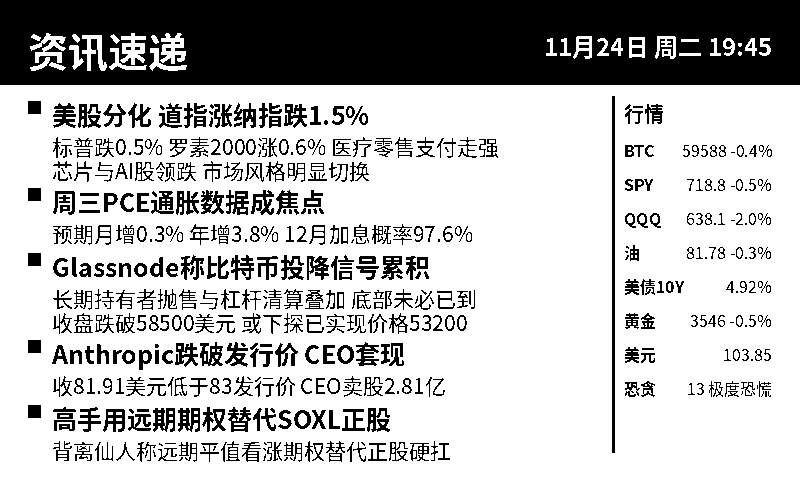 资讯速递
11月24日 周二 19:45
美股分化 道指涨纳指跌1.5%
标普跌0.5% 罗素2000涨0.6% 医疗零售支付走强
芯片与AI股领跌 市场风格明显切换
周三PCE通胀数据成焦点
预期月增0.3% 年增3.8% 12月加息概率97.6%
Glassnode称比特币投降信号累积
长期持有者抛售与杠杆清算叠加 底部未必已到
收盘跌破58500美元 或下探已实现价格53200
Anthropic跌破发行价 CEO套现
收81.91美元低于83发行价 CEO卖股2.81亿
高手用远期期权替代SOXL正股
背离仙人称远期平值看涨期权替代正股硬扛
行情
BTC 59588 -0.4%
SPY 718.8 -0.5%
QQQ 638.1 -2.0%
油 81.78 -0.3%
美债10Y 4.92%
黄金 3546 -0.5%
美元 103.85
恐贪 13 极度恐慌